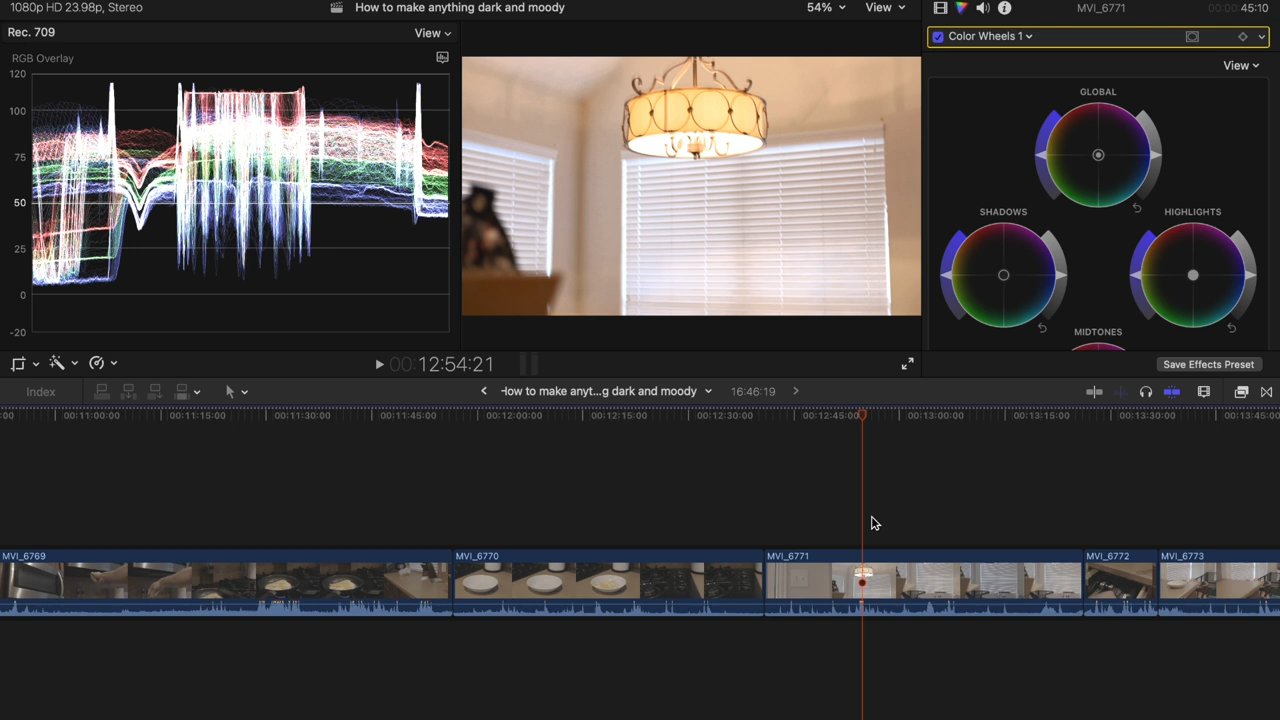 1080p HD 23.98p, Stereo
How to make anything dark and moody
54%
View
MVI_6771
00:00:45:10
Rec. 709
View
Color Wheels 1
View
RGB Overlay
120
100
75
50
25
0
-20
GLOBAL
SHADOWS
HIGHLIGHTS
MIDTONES
00:12:54:21
Save Effects Preset
Index
How to make anyt...g dark and moody
16:46:19
:00
00:11:00:00
00:11:15:00
00:11:30:00
00:11:45:00
00:12:00:00
00:12:15:00
00:12:30:00
00:12:45:00
00:13:00:00
00:13:15:00
00:13:30:00
00:13:45:00
MVI_6769
MVI_6770
MVI_6771
MVI_6772
MVI_6773